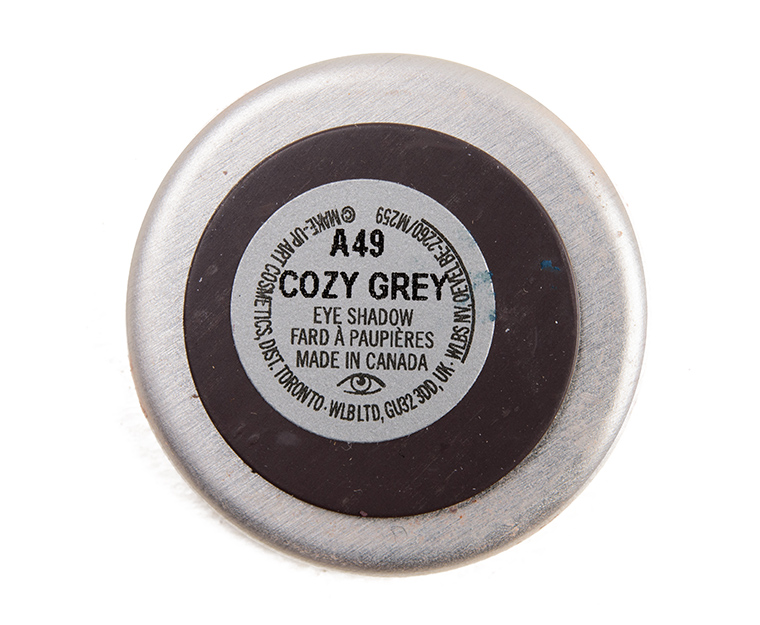 A49
COZY GREY
EYE SHADOW
FARD À PAUPIÈRES
MADE IN CANADA
© MAKE-UP ART COSMETICS, DIST. TORONTO · WLB LTD, GU32 3DD, UK · WLBS NV, OEVEL BE-2260/M259